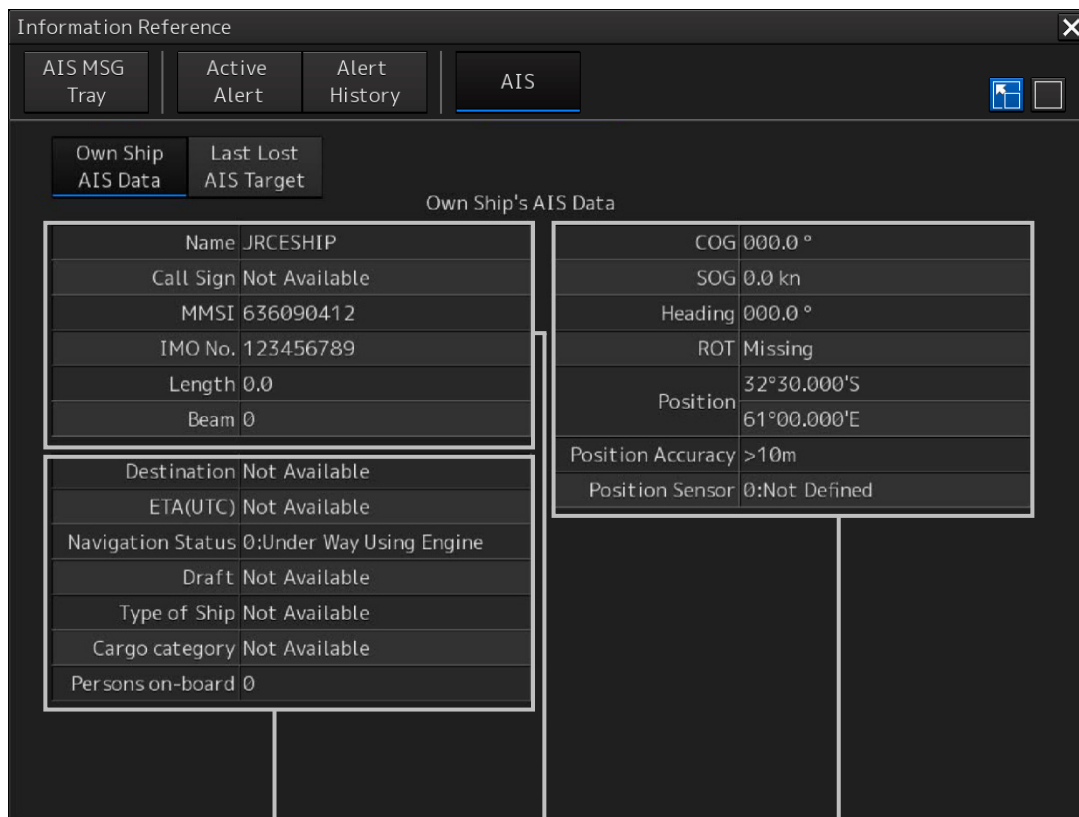 Information Reference
AIS MSG
Tray
Active
Alert
Alert
History
AIS
Own Ship
AIS Data
Last Lost
AIS Target
Own Ship's AIS Data
Name JRCESHIP
Call Sign Not Available
MMSI 636090412
IMO No. 123456789
Length 0.0
Beam 0
Destination Not Available
ETA(UTC) Not Available
Navigation Status 0:Under Way Using Engine
Draft Not Available
Type of Ship Not Available
Cargo category Not Available
Persons on-board 0
COG 000.0 °
SOG 0.0 kn
Heading 000.0 °
ROT Missing
Position 32°30.000'S
61°00.000'E
Position Accuracy >10m
Position Sensor 0:Not Defined